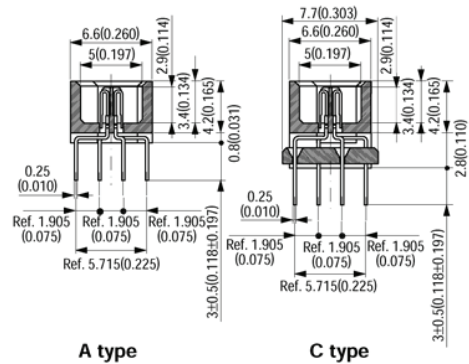 7.7(0.303)
6.6(0.260)
5(0.197)
2.9(0.114)
3.4(0.134)
4.2(0.165)
0.8(0.031)
0.25
(0.010)
Ref. 1.905
(0.075)
Ref. 1.905
(0.075)
Ref. 1.905
(0.075)
Ref. 5.715(0.225)
3±0.5(0.118±0.197)
6.6(0.260)
5(0.197)
2.9(0.114)
3.4(0.134)
4.2(0.165)
2.8(0.110)
0.25
(0.010)
Ref. 1.905
(0.075)
Ref. 1.905
(0.075)
Ref. 1.905
(0.075)
Ref. 5.715(0.225)
3±0.5(0.118±0.197)
A type
C type